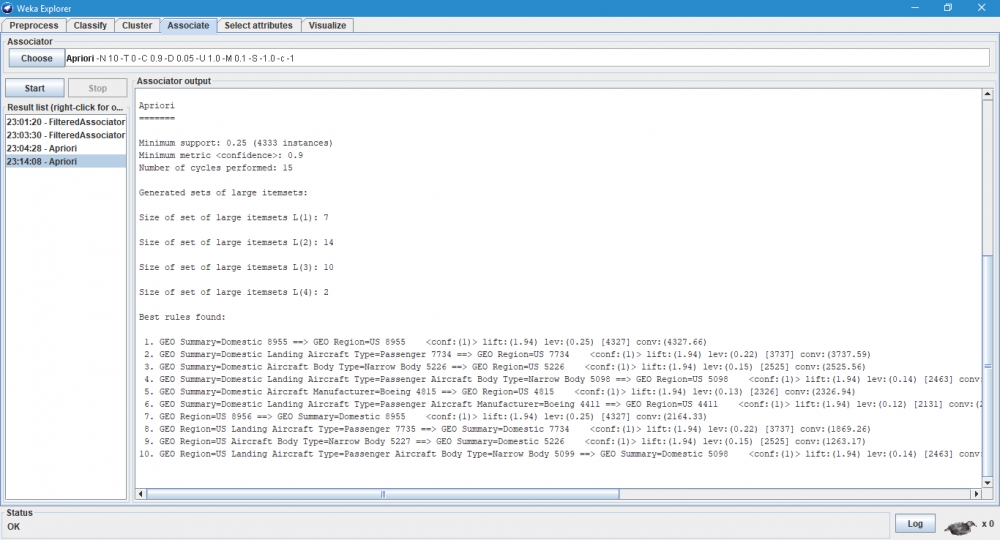 Weka Explorer
Preprocess Classify Cluster Associate Select attributes Visualize
Associator
Choose Apriori -N 10 -T 0 -C 0.9 -D 0.05 -U 1.0 -M 0.1 -S -1.0 -c -1
Start Stop
Result list (right-click for o...
23:01:20 - FilteredAssociator
23:03:30 - FilteredAssociator
23:04:28 - Apriori
23:14:08 - Apriori
Associator output
Apriori
=======
Minimum support: 0.25 (4333 instances)
Minimum metric <confidence>: 0.9
Number of cycles performed: 15
Generated sets of large itemsets:
Size of set of large itemsets L(1): 7
Size of set of large itemsets L(2): 14
Size of set of large itemsets L(3): 10
Size of set of large itemsets L(4): 2
Best rules found:
1. GEO Summary=Domestic 8955 ==> GEO Region=US 8955 <conf:(1)> lift:(1.94) lev:(0.25) [4327] conv:(4327.66)
2. GEO Summary=Domestic Landing Aircraft Type=Passenger 7734 ==> GEO Region=US 7734 <conf:(1)> lift:(1.94) lev:(0.22) [3737] conv:(3737.59)
3. GEO Summary=Domestic Aircraft Body Type=Narrow Body 5226 ==> GEO Region=US 5226 <conf:(1)> lift:(1.94) lev:(0.15) [2525] conv:(2525.56)
4. GEO Summary=Domestic Landing Aircraft Type=Passenger Aircraft Body Type=Narrow Body 5098 ==> GEO Region=US 5098 <conf:(1)> lift:(1.94) lev:(0.14) [2463] conv:
5. GEO Summary=Domestic Aircraft Manufacturer=Boeing 4815 ==> GEO Region=US 4815 <conf:(1)> lift:(1.94) lev:(0.13) [2326] conv:(2326.94)
6. GEO Summary=Domestic Landing Aircraft Type=Passenger Aircraft Manufacturer=Boeing 4411 ==> GEO Region=US 4411 <conf:(1)> lift:(1.94) lev:(0.12) [2131] conv:(2
7. GEO Region=US 8956 ==> GEO Summary=Domestic 8955 <conf:(1)> lift:(1.94) lev:(0.25) [4327] conv:(2164.33)
8. GEO Region=US Landing Aircraft Type=Passenger 7735 ==> GEO Summary=Domestic 7734 <conf:(1)> lift:(1.94) lev:(0.22) [3737] conv:(1869.26)
9. GEO Region=US Aircraft Body Type=Narrow Body 5227 ==> GEO Summary=Domestic 5226 <conf:(1)> lift:(1.94) lev:(0.15) [2525] conv:(1263.17)
10. GEO Region=US Landing Aircraft Type=Passenger Aircraft Body Type=Narrow Body 5099 ==> GEO Summary=Domestic 5098 <conf:(1)> lift:(1.94) lev:(0.14) [2463] conv
Status
OK
Log x 0